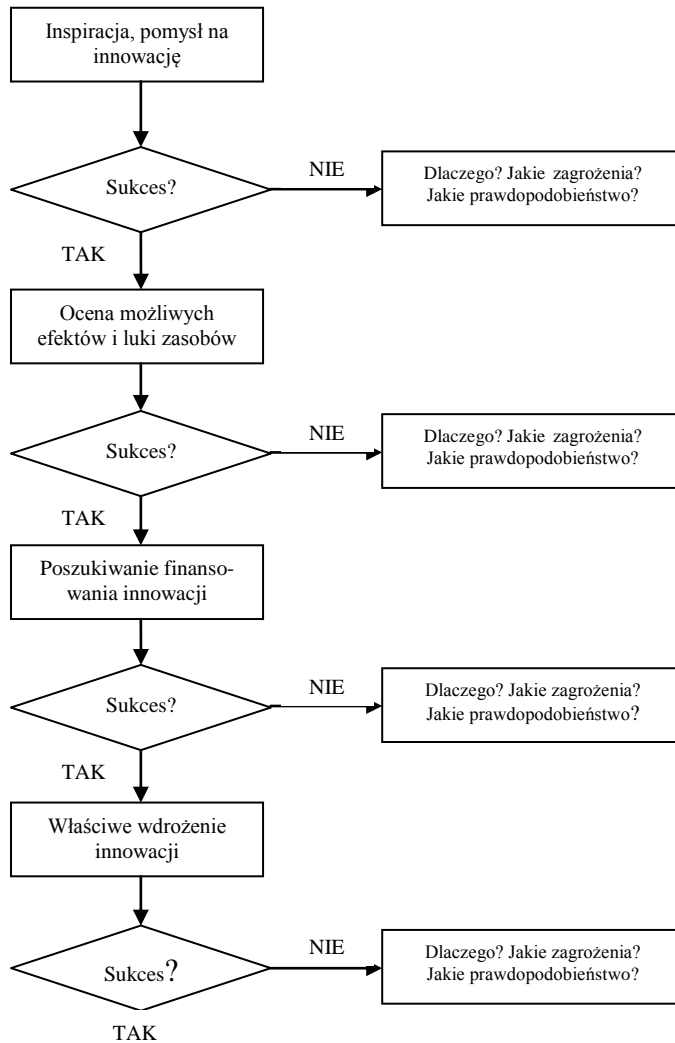 Inspiracja, pomysł na
innowację
Sukces?
NIE
Dlaczego? Jakie zagrożenia?
Jakie prawdopodobieństwo?
TAK
Ocena możliwych
efektów i luki zasobów
Sukces?
NIE
Dlaczego? Jakie zagrożenia?
Jakie prawdopodobieństwo?
TAK
Poszukiwanie finanso-
wania innowacji
Sukces?
NIE
Dlaczego? Jakie zagrożenia?
Jakie prawdopodobieństwo?
TAK
Właściwe wdrożenie
innowacji
Sukces?
NIE
Dlaczego? Jakie zagrożenia?
Jakie prawdopodobieństwo?
TAK